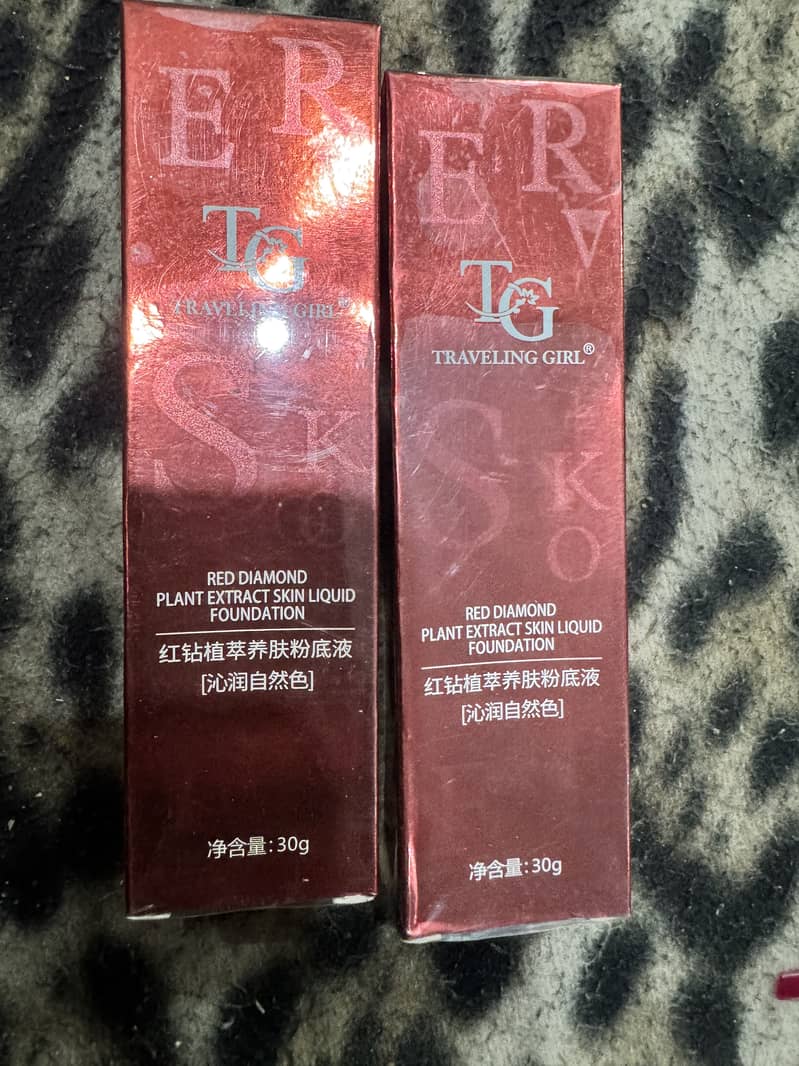 E R
TG
TRAVELING GIRL®
S
K
O
RED DIAMOND
PLANT EXTRACT SKIN LIQUID
FOUNDATION
红钻植萃养肤粉底液
[沁润自然色]
净含量:30g
E R
TG
TRAVELING GIRL®
S
K
O
RED DIAMOND
PLANT EXTRACT SKIN LIQUID
FOUNDATION
红钻植萃养肤粉底液
[沁润自然色]
净含量:30g